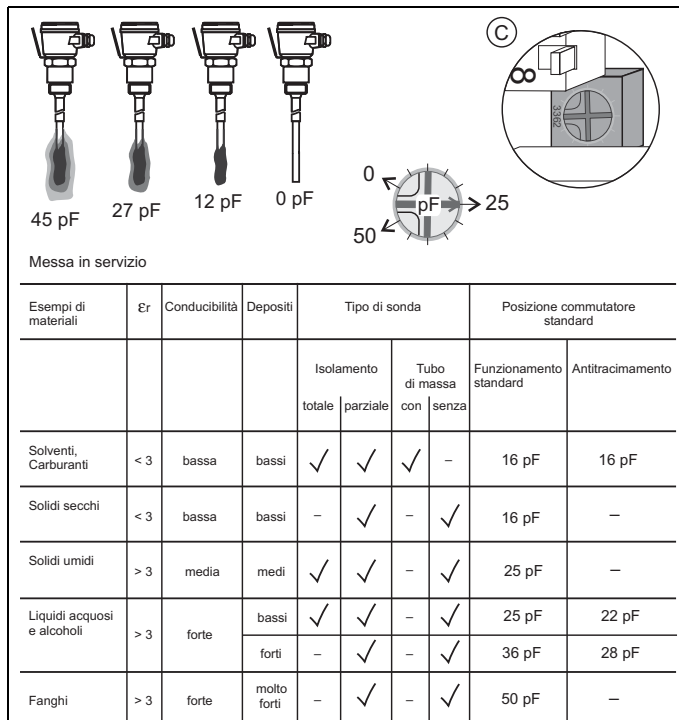 C
8
3362
45 pF
27 pF
12 pF
0 pF
0
pF
25
50
Messa in servizio
Esempi di materiali
εr
Conducibilità
Depositi
Tipo di sonda
Posizione commutatore standard
Isolamento
Tubo di massa
Funzionamento standard
Antitracimamento
totale
parziale
con
senza
Solventi, Carburanti
< 3 bassa bassi ✓ ✓ ✓ – 16 pF 16 pF
Solidi secchi
< 3 bassa bassi – ✓ – ✓ 16 pF –
Solidi umidi
> 3 media medi ✓ ✓ – ✓ 25 pF –
Liquidi acquosi e alcoholi
> 3 forte bassi ✓ ✓ – ✓ 25 pF 22 pF
forti – ✓ – ✓ 36 pF 28 pF
Fanghi > 3 forte molto forti – ✓ – ✓ 50 pF –